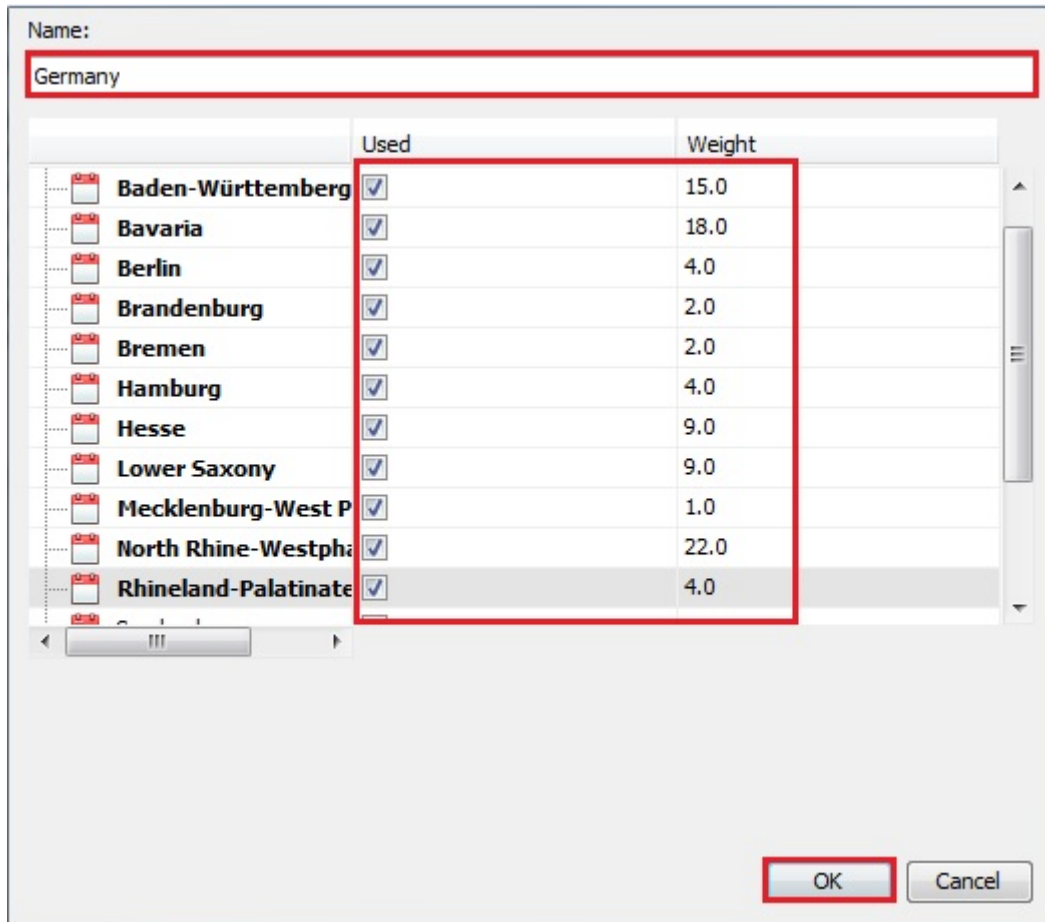 Name:
Germany
Used Weight
Baden-Württemberg 15.0
Bavaria 18.0
Berlin 4.0
Brandenburg 2.0
Bremen 2.0
Hamburg 4.0
Hesse 9.0
Lower Saxony 9.0
Mecklenburg-West P 1.0
North Rhine-Westpha 22.0
Rhineland-Palatinate 4.0
OK Cancel